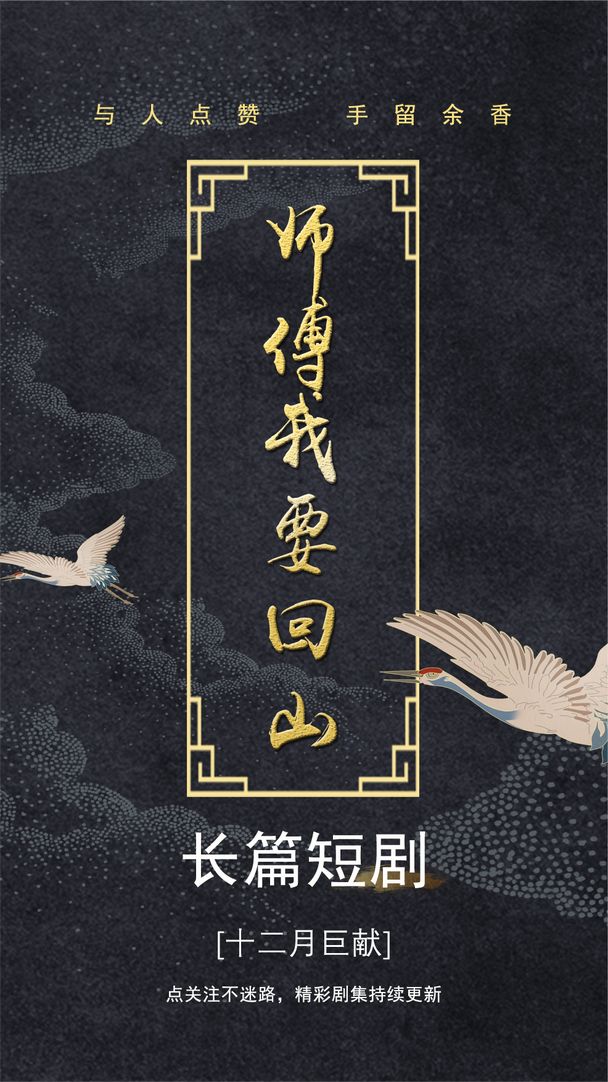 与人点赞 手留余香
师傅我要回山
长篇短剧
[十二月巨献]
点关注不迷路，精彩剧集持续更新